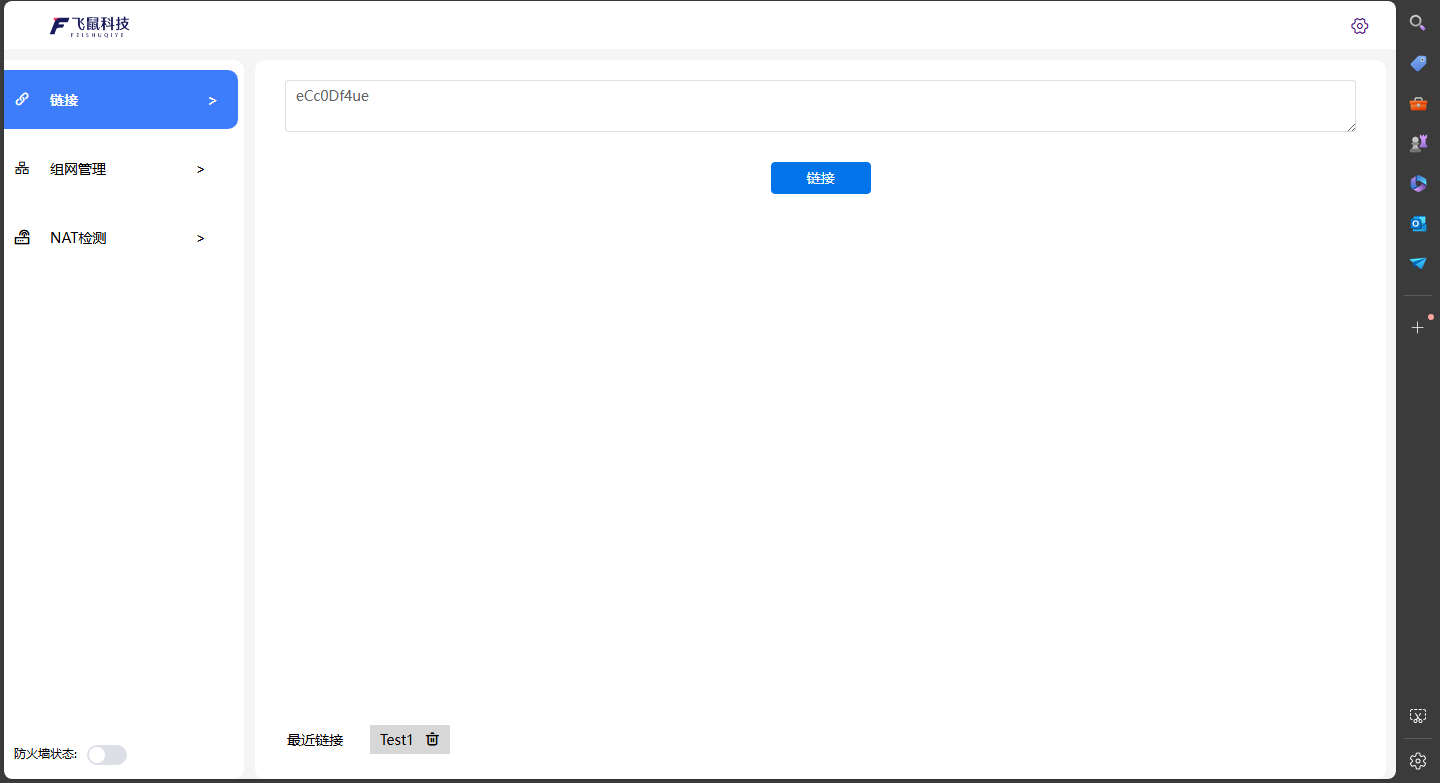 飞鼠科技
FEISHUQIYE
链接 >
组网管理 >
NAT检测 >
eCc0Df4ue
链接
最近链接 Test1
防火墙状态: